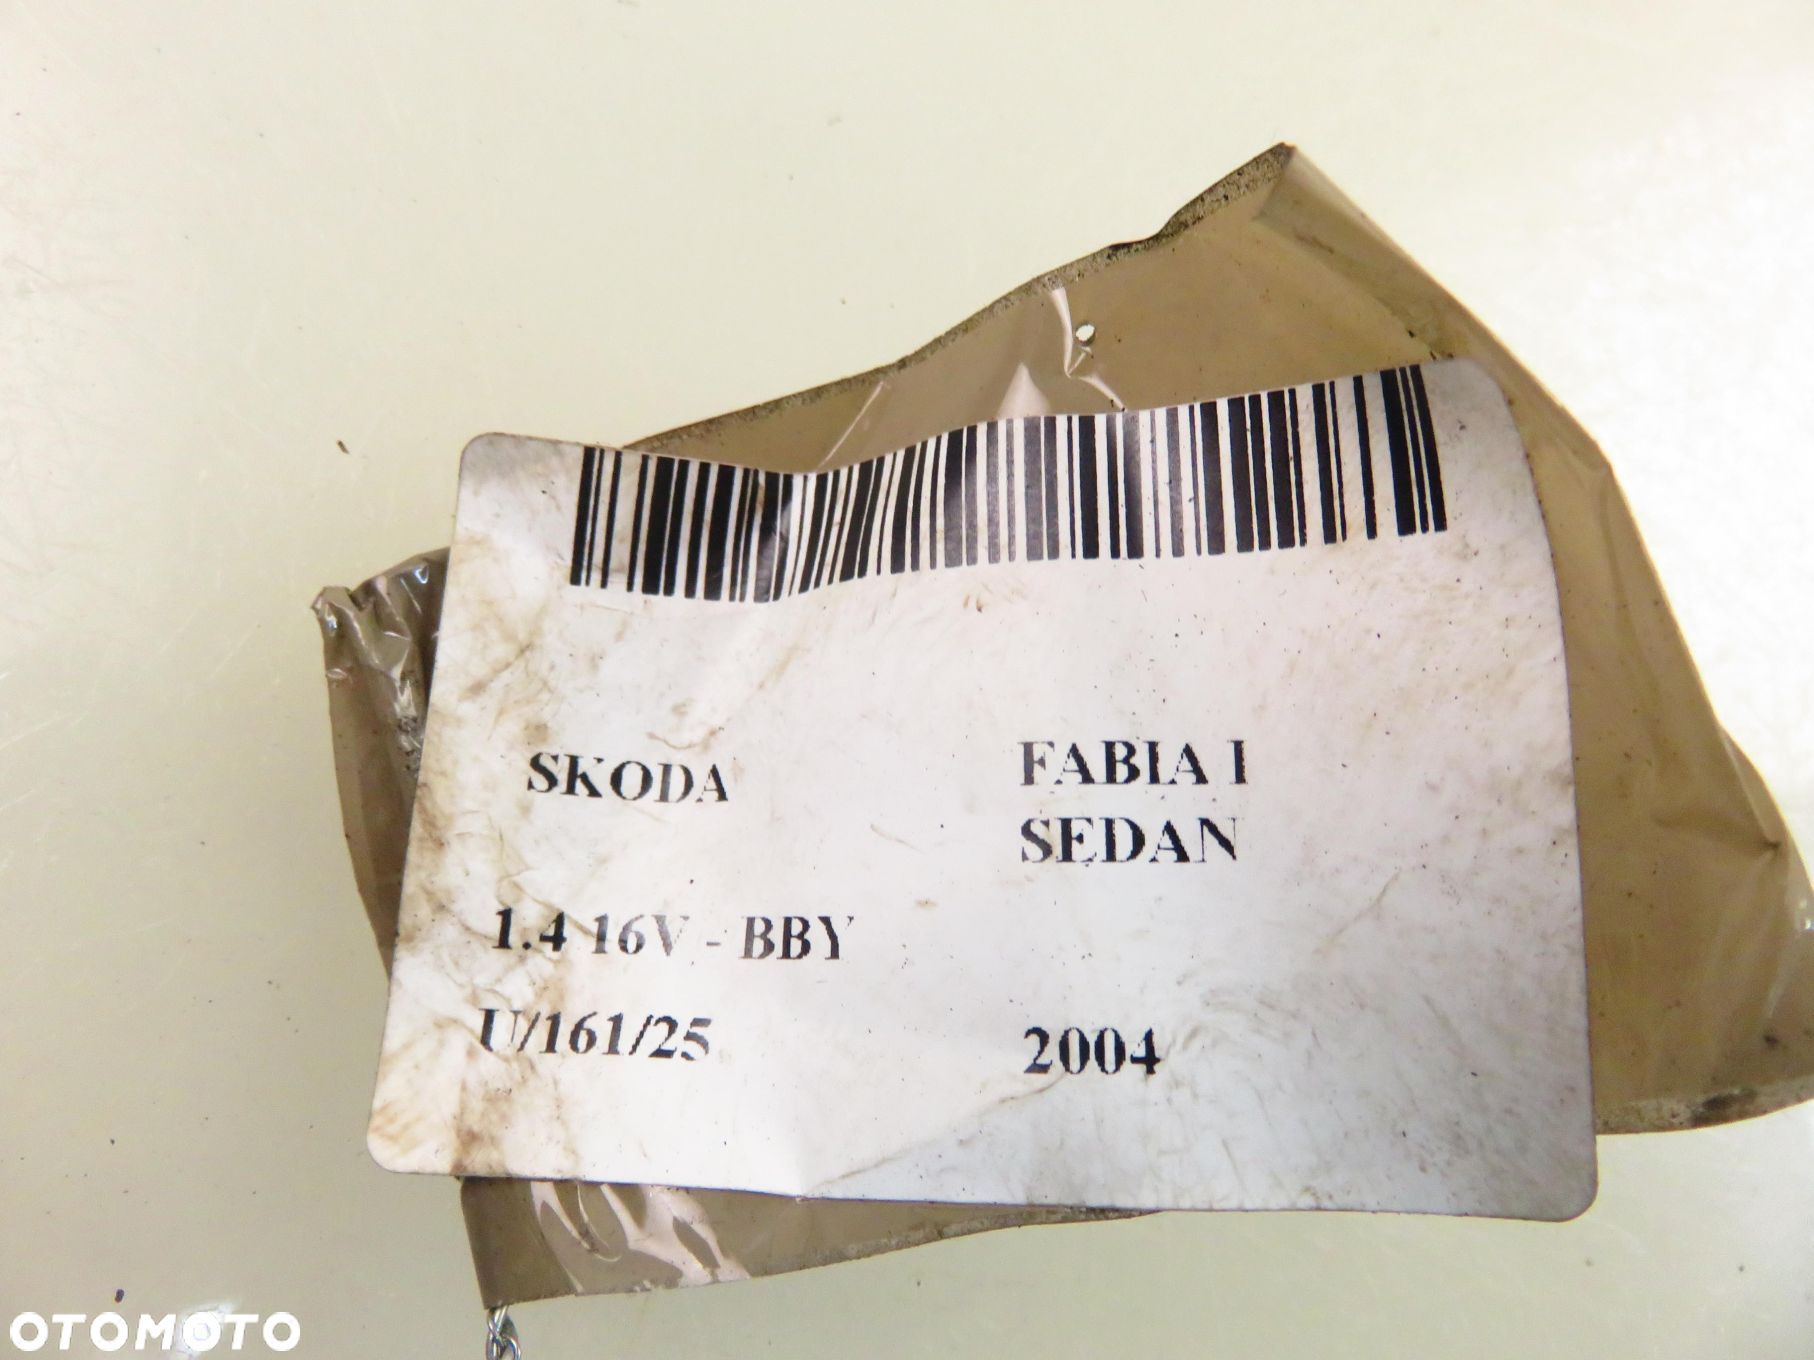 SKODA
FABIA I
SEDAN
1.4 16V - BBY
U/161/25
2004
OTOMOTO